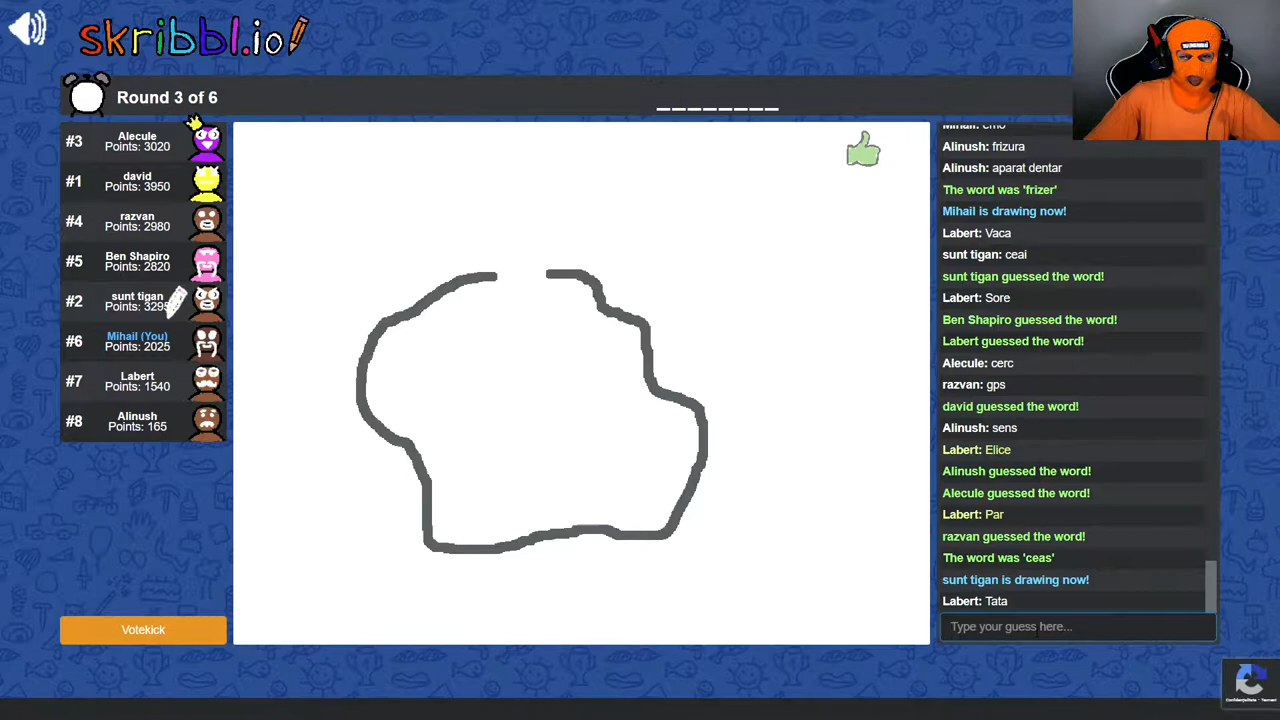 skribbl.io
Round 3 of 6
________
#3
Alecule
Points: 3020
#1
david
Points: 3950
#4
razvan
Points: 2980
#5
Ben Shapiro
Points: 2820
#2
sunt tigan
Points: 3295
#6
Mihail (You)
Points: 2025
#7
Labert
Points: 1540
#8
Alinush
Points: 165
Votekick
Alinush: frizura
Alinush: aparat dentar
The word was 'frizer'
Mihail is drawing now!
Labert: Vaca
sunt tigan: ceai
sunt tigan guessed the word!
Labert: Sore
Ben Shapiro guessed the word!
Labert guessed the word!
Alecule: cerc
razvan: gps
david guessed the word!
Alinush: sens
Labert: Elice
Alinush guessed the word!
Alecule guessed the word!
Labert: Par
razvan guessed the word!
The word was 'ceas'
sunt tigan is drawing now!
Labert: Tata
Type your guess here...